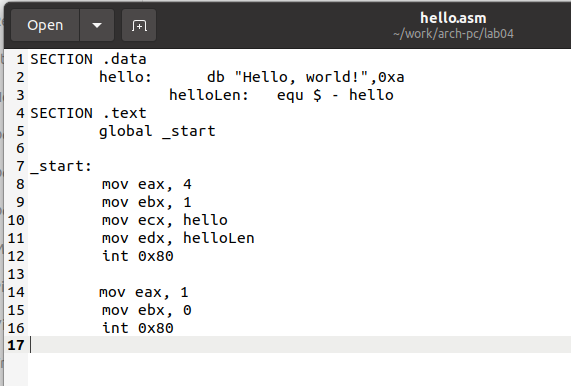 Open
hello.asm
~/work/arch-pc/lab04
1 SECTION .data
2         hello:      db "Hello, world!",0xa
3                 helloLen:   equ $ - hello
4 SECTION .text
5         global _start
6
7 _start:
8         mov eax, 4
9         mov ebx, 1
10         mov ecx, hello
11         mov edx, helloLen
12         int 0x80
13
14         mov eax, 1
15         mov ebx, 0
16         int 0x80
17